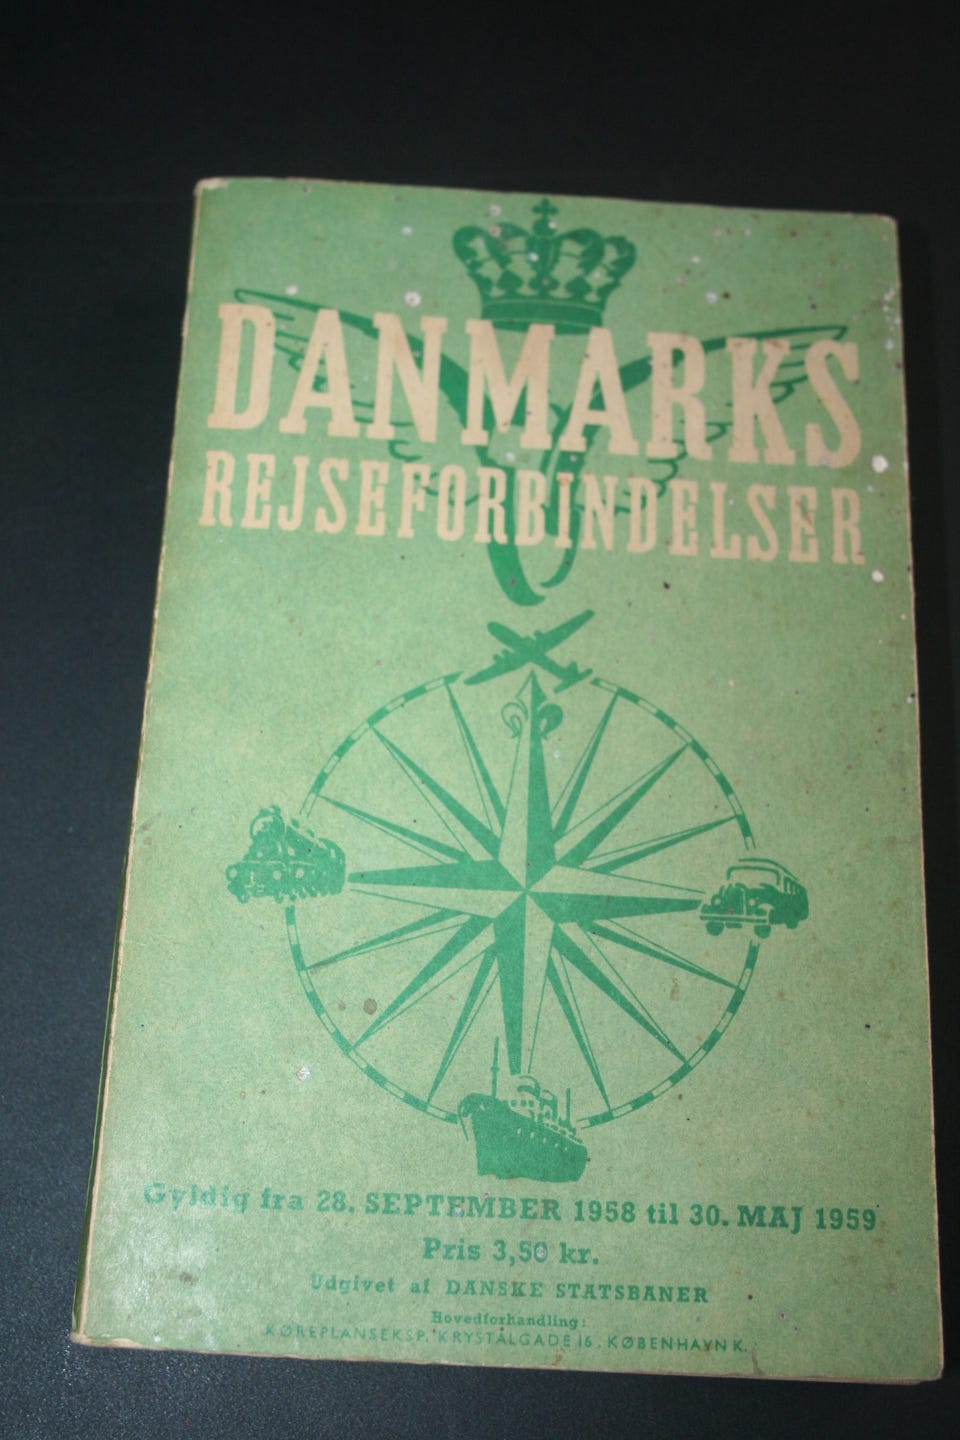 DANMARKS
REJSEFORBINDELSER
Gyldig fra 28. SEPTEMBER 1958 til 30. MAJ 1959
Pris 3,50 kr.
Udgivet af DANSKE STATSBANER
Hovedforhandling:
KØREPLANSEKSP. KRYSTALGADE 16, KØBENHAVN K.